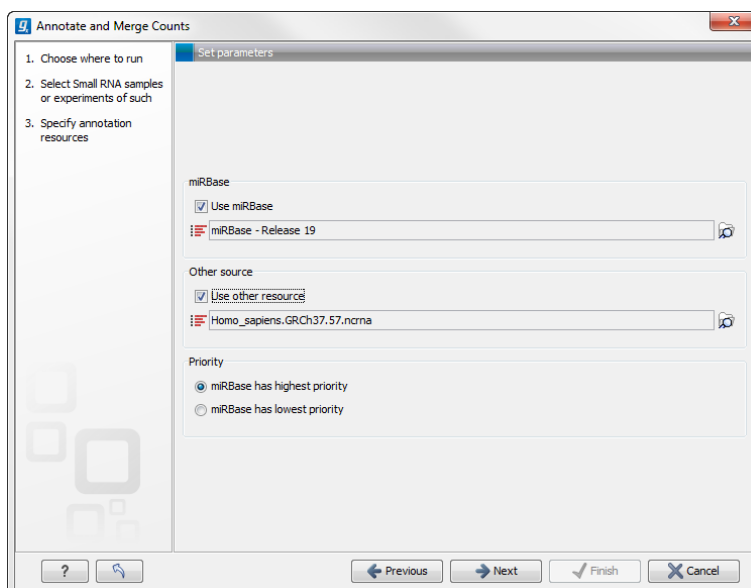 Annotate and Merge Counts
1. Choose where to run
2. Select Small RNA samples
or experiments of such
3. Specify annotation
resources
Set parameters
miRBase
Use miRBase
miRBase - Release 19
Other source
Use other resource
Homo_sapiens.GRCh37.57.ncrna
Priority
miRBase has highest priority
miRBase has lowest priority
?
Previous
Next
Finish
Cancel